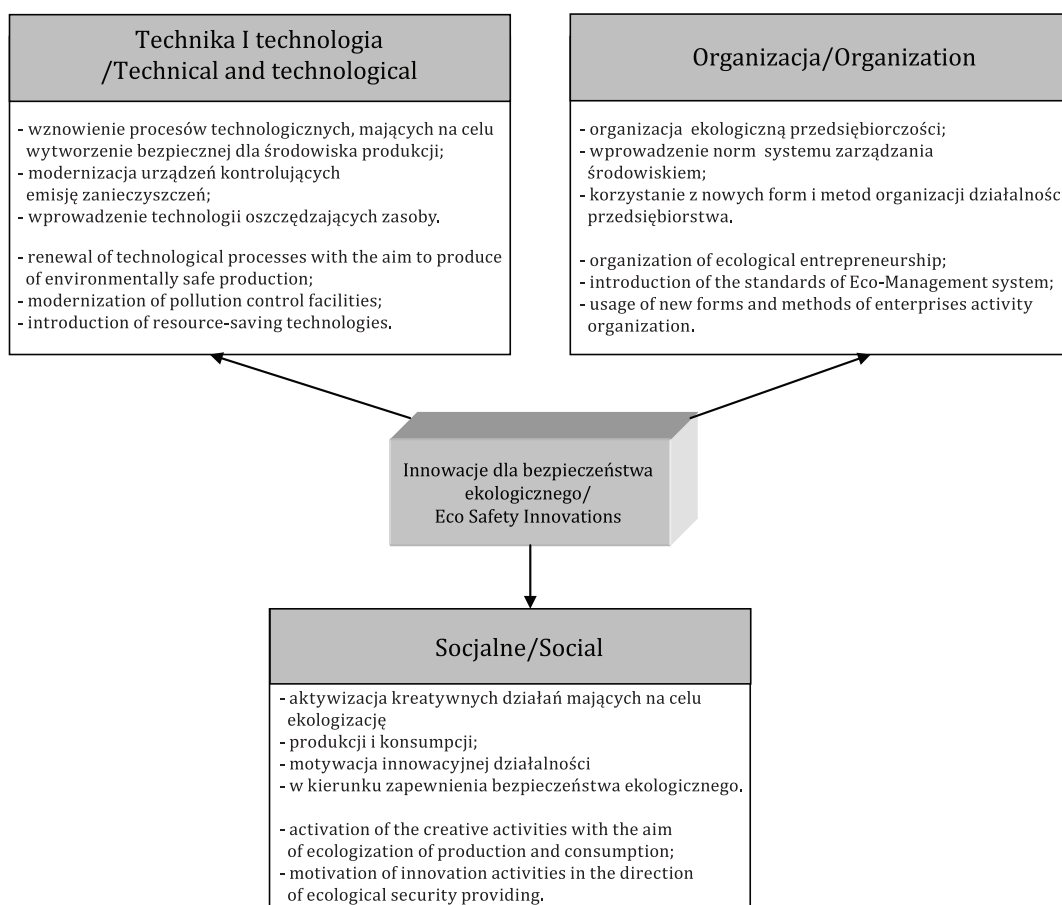 Technika I technologia
/Technical and technological
- wznowienie procesów technologicznych, mających na celu
wytworzenie bezpiecznej dla środowiska produkcji;
- modernizacja urządzeń kontrolujących
emisję zanieczyszczeń;
- wprowadzenie technologii oszczędzających zasoby.
- renewal of technological processes with the aim to produce
of environmentally safe production;
- modernization of pollution control facilities;
- introduction of resource-saving technologies.
Organizacja/Organization
- organizacja ekologiczną przedsiębiorczości;
- wprowadzenie norm systemu zarządzania
środowiskiem;
- korzystanie z nowych form i metod organizacji działalnośc
przedsiębiorstwa.
- organization of ecological entrepreneurship;
- introduction of the standards of Eco-Management system;
- usage of new forms and methods of enterprises activity
organization.
Innowacje dla bezpieczeństwa
ekologicznego/
Eco Safety Innovations
Socjalne/Social
- aktywizacja kreatywnych działań mających na celu
ekologizację
- produkcji i konsumpcji;
- motywacja innowacyjnej działalności
- w kierunku zapewnienia bezpieczeństwa ekologicznego.
- activation of the creative activities with the aim
of ecologization of production and consumption;
- motivation of innovation activities in the direction
of ecological security providing.